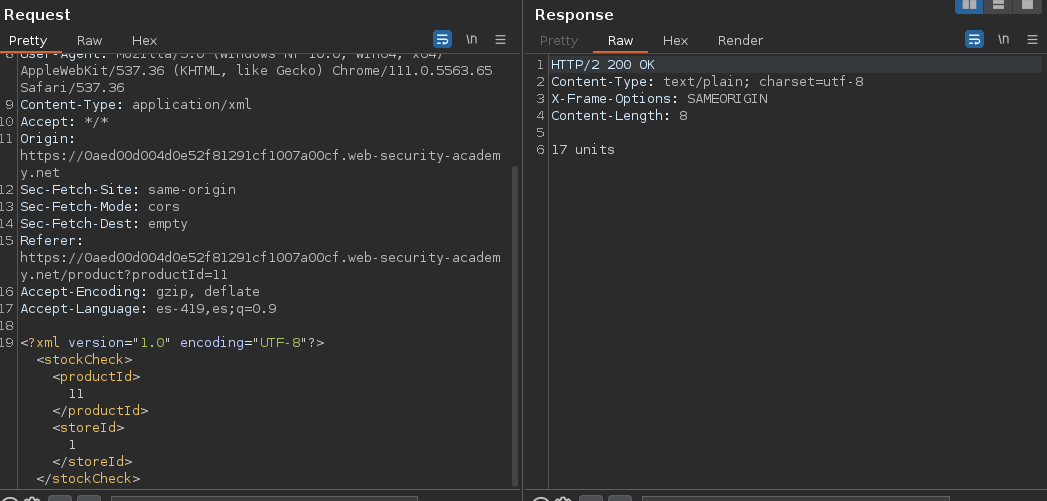 Request
Pretty Raw Hex \n
8 User-Agent: Mozilla/5.0 (Windows NT 10.0; Win64; x64)
AppleWebKit/537.36 (KHTML, like Gecko) Chrome/111.0.5563.65
Safari/537.36
9 Content-Type: application/xml
10 Accept: */*
11 Origin:
https://0aed00d004d0e52f81291cf1007a00cf.web-security-academ
y.net
12 Sec-Fetch-Site: same-origin
13 Sec-Fetch-Mode: cors
14 Sec-Fetch-Dest: empty
15 Referer:
https://0aed00d004d0e52f81291cf1007a00cf.web-security-academ
y.net/product?productId=11
16 Accept-Encoding: gzip, deflate
17 Accept-Language: es-419,es;q=0.9
18
19 <?xml version="1.0" encoding="UTF-8"?>
<stockCheck>
<productId>
11
</productId>
<storeId>
1
</storeId>
</stockCheck>
Response
Pretty Raw Hex Render \n
1 HTTP/2 200 OK
2 Content-Type: text/plain; charset=utf-8
3 X-Frame-Options: SAMEORIGIN
4 Content-Length: 8
5
6 17 units